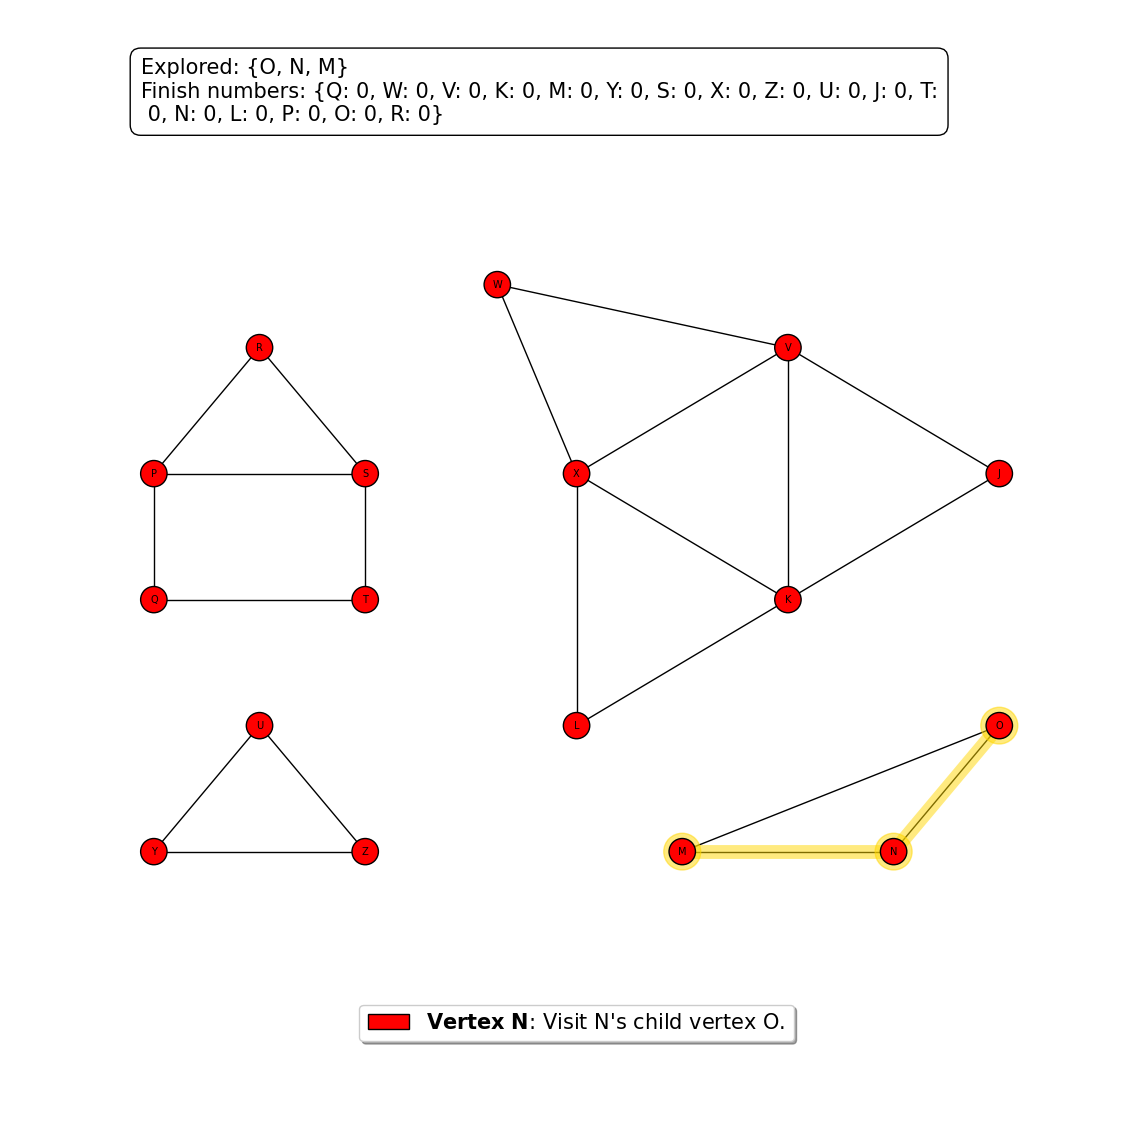 Explored: {O, N, M}
Finish numbers: {Q: 0, W: 0, V: 0, K: 0, M: 0, Y: 0, S: 0, X: 0, Z: 0, U: 0, J: 0, T:
0, N: 0, L: 0, P: 0, O: 0, R: 0}
W
R
V
P
S
X
J
Q
T
K
U
L
O
Y
Z
M
N
Vertex N: Visit N's child vertex O.